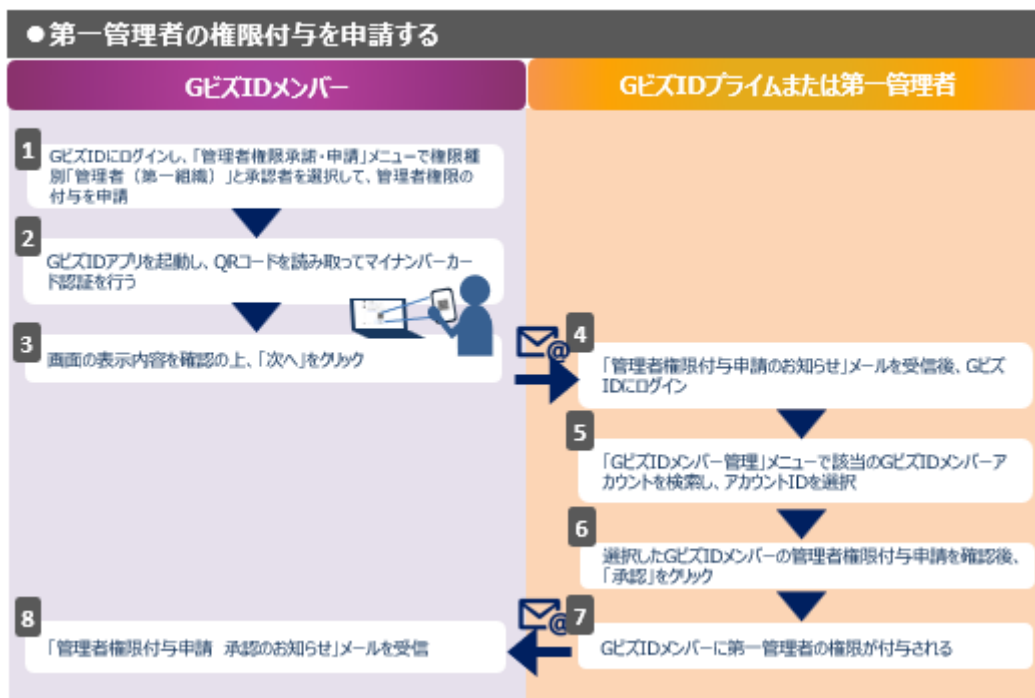 ●第一管理者の権限付与を申請する
GビズIDメンバー
GビズIDプライムまたは第一管理者
1
GビズIDにログインし、「管理者権限承諾・申請」メニューで権限種
別「管理者（第一組織）」と承認者を選択して、管理者権限の
付与を申請
2
GビズIDアプリを起動し、QRコードを読み取ってマイナンバーカー
ド認証を行う
3
画面の表示内容を確認の上、「次へ」をクリック
@
4
「管理者権限付与申請のお知らせ」メールを受信後、Gビズ
IDにログイン
5
「GビズIDメンバー管理」メニューで該当のGビズIDメンバーア
カウントを検索し、アカウントIDを選択
6
選択したGビズIDメンバーの管理者権限付与申請を確認後、
「承認」をクリック
@
7
GビズIDメンバーに第一管理者の権限が付与される
8
「管理者権限付与申請 承認のお知らせ」メールを受信